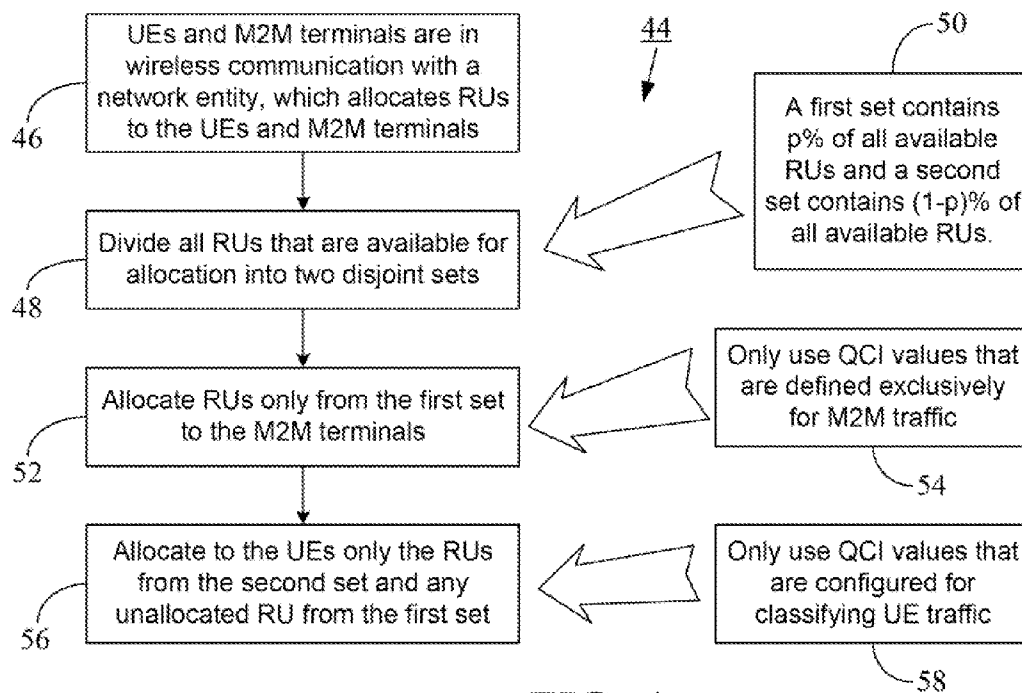 44
50
UEs and M2M terminals are in
wireless communication with a
network entity, which allocates RUs
to the UEs and M2M terminals
46
A first set contains
p% of all available
RUs and a second
set contains (1-p)% of
all available RUs.
Divide all RUs that are available for
allocation into two disjoint sets
48
Allocate RUs only from the first set
to the M2M terminals
52
Only use QCI values that
are defined exclusively
for M2M traffic
54
Allocate to the UEs only the RUs
from the second set and any
unallocated RU from the first set
56
Only use QCI values that
are configured for
classifying UE traffic
58